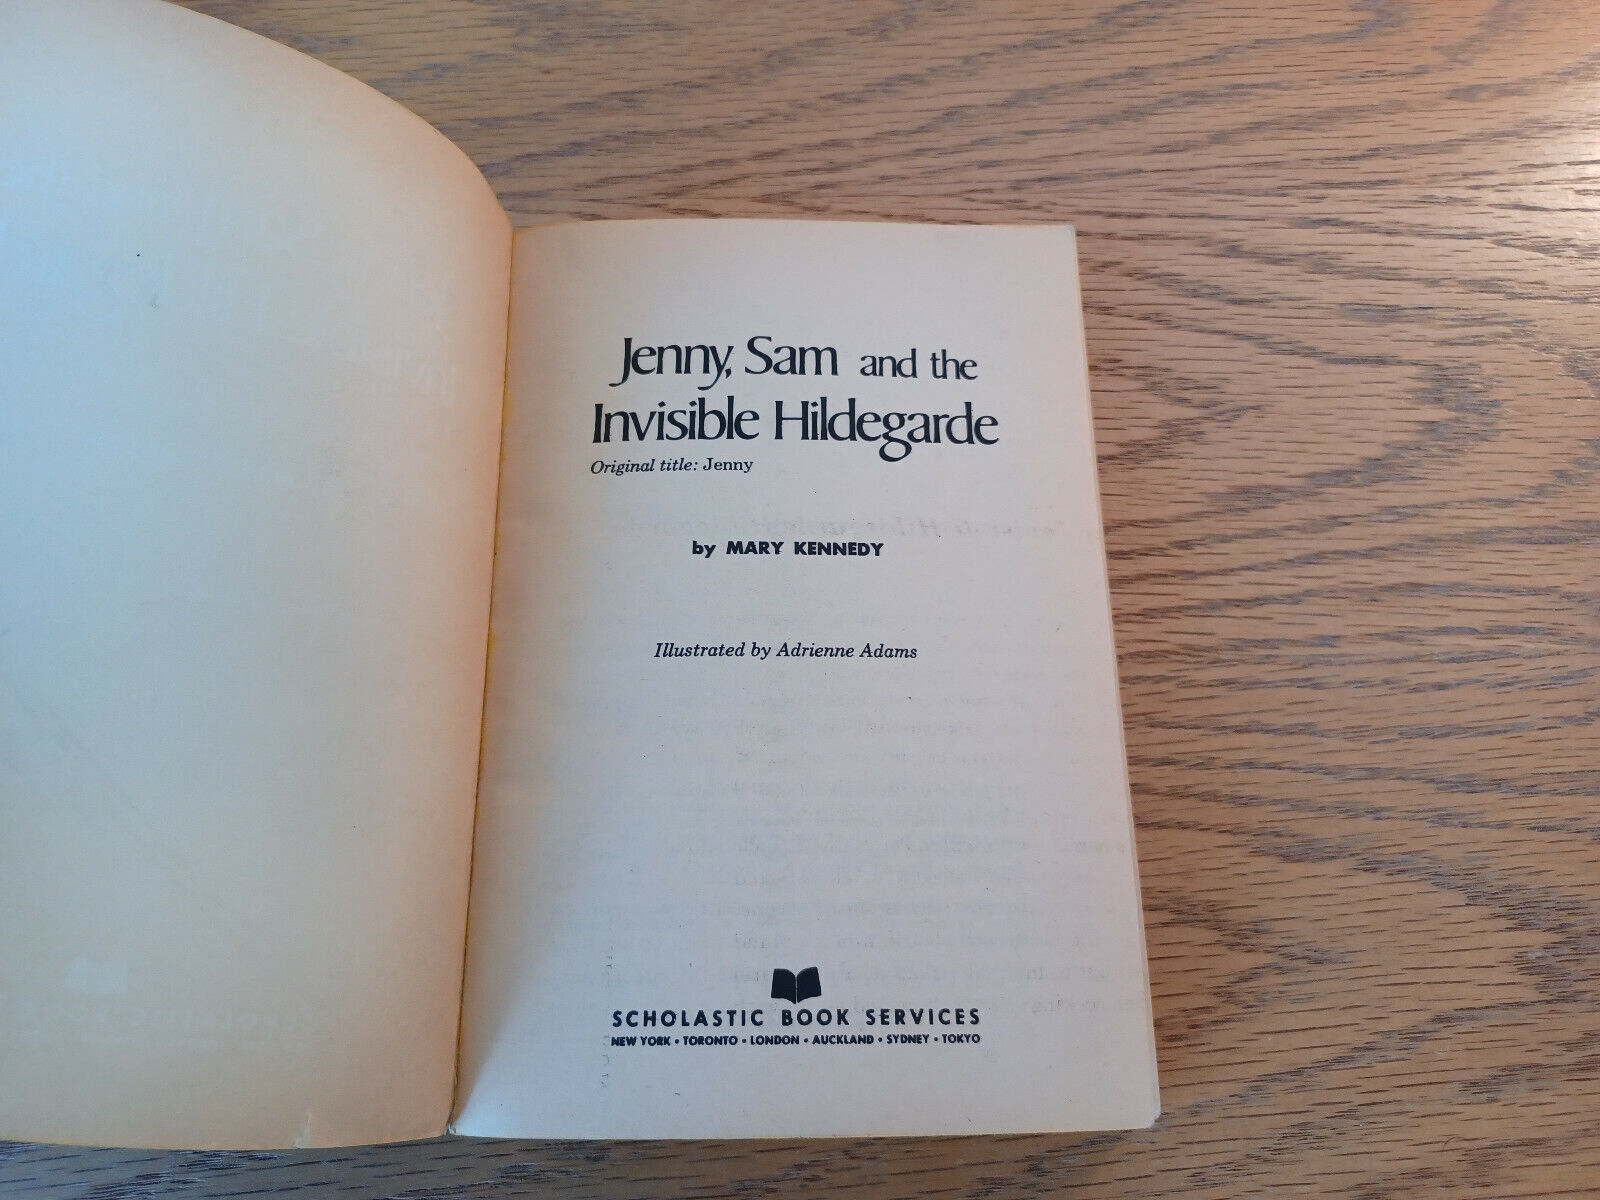 Jenny, Sam and the
Invisible Hildegarde
Original title: Jenny
by MARY KENNEDY
Illustrated by Adrienne Adams
SCHOLASTIC BOOK SERVICES
NEW YORK • TORONTO • LONDON • AUCKLAND • SYDNEY • TOKYO